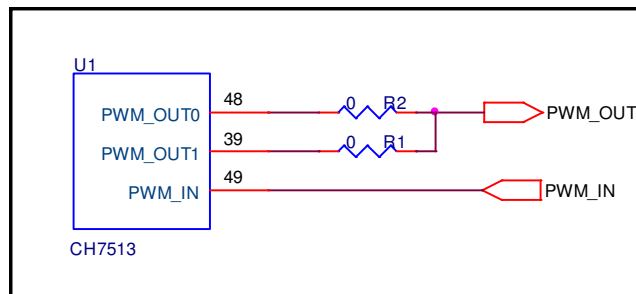 U1
48
0 R2
PWM_OUT0
PWM_OUT
39
0 R1
PWM_OUT1
49
PWM_IN
PWM_IN
CH7513